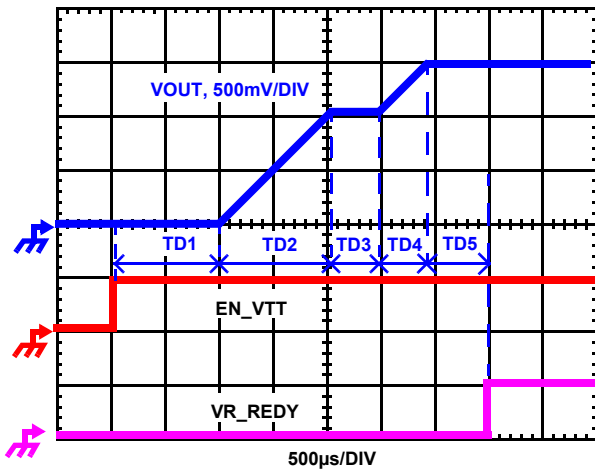 VOUT, 500mV/DIV
TD1 TD2 TD3 TD4 TD5
EN_VTT
VR_REDY
500µs/DIV